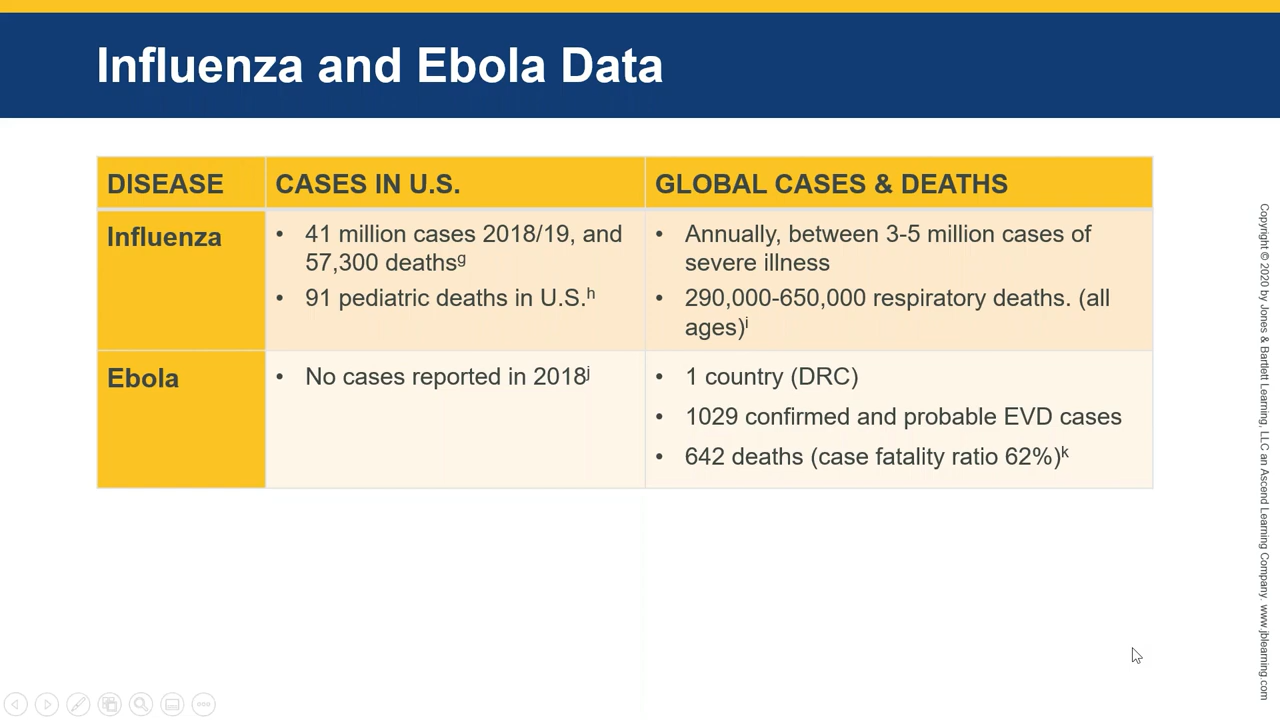 Influenza and Ebola Data
DISEASE
CASES IN U.S.
GLOBAL CASES & DEATHS
Influenza
• 41 million cases 2018/19, and
57,300 deathsᵍ
• 91 pediatric deaths in U.S.ʰ
• Annually, between 3-5 million cases of
severe illness
• 290,000-650,000 respiratory deaths. (all
ages)ⁱ
Ebola
• No cases reported in 2018ʲ
• 1 country (DRC)
• 1029 confirmed and probable EVD cases
• 642 deaths (case fatality ratio 62%)ᵏ
Copyright © 2020 by Jones & Bartlett Learning, LLC an Ascend Learning Company. www.jblearning.com